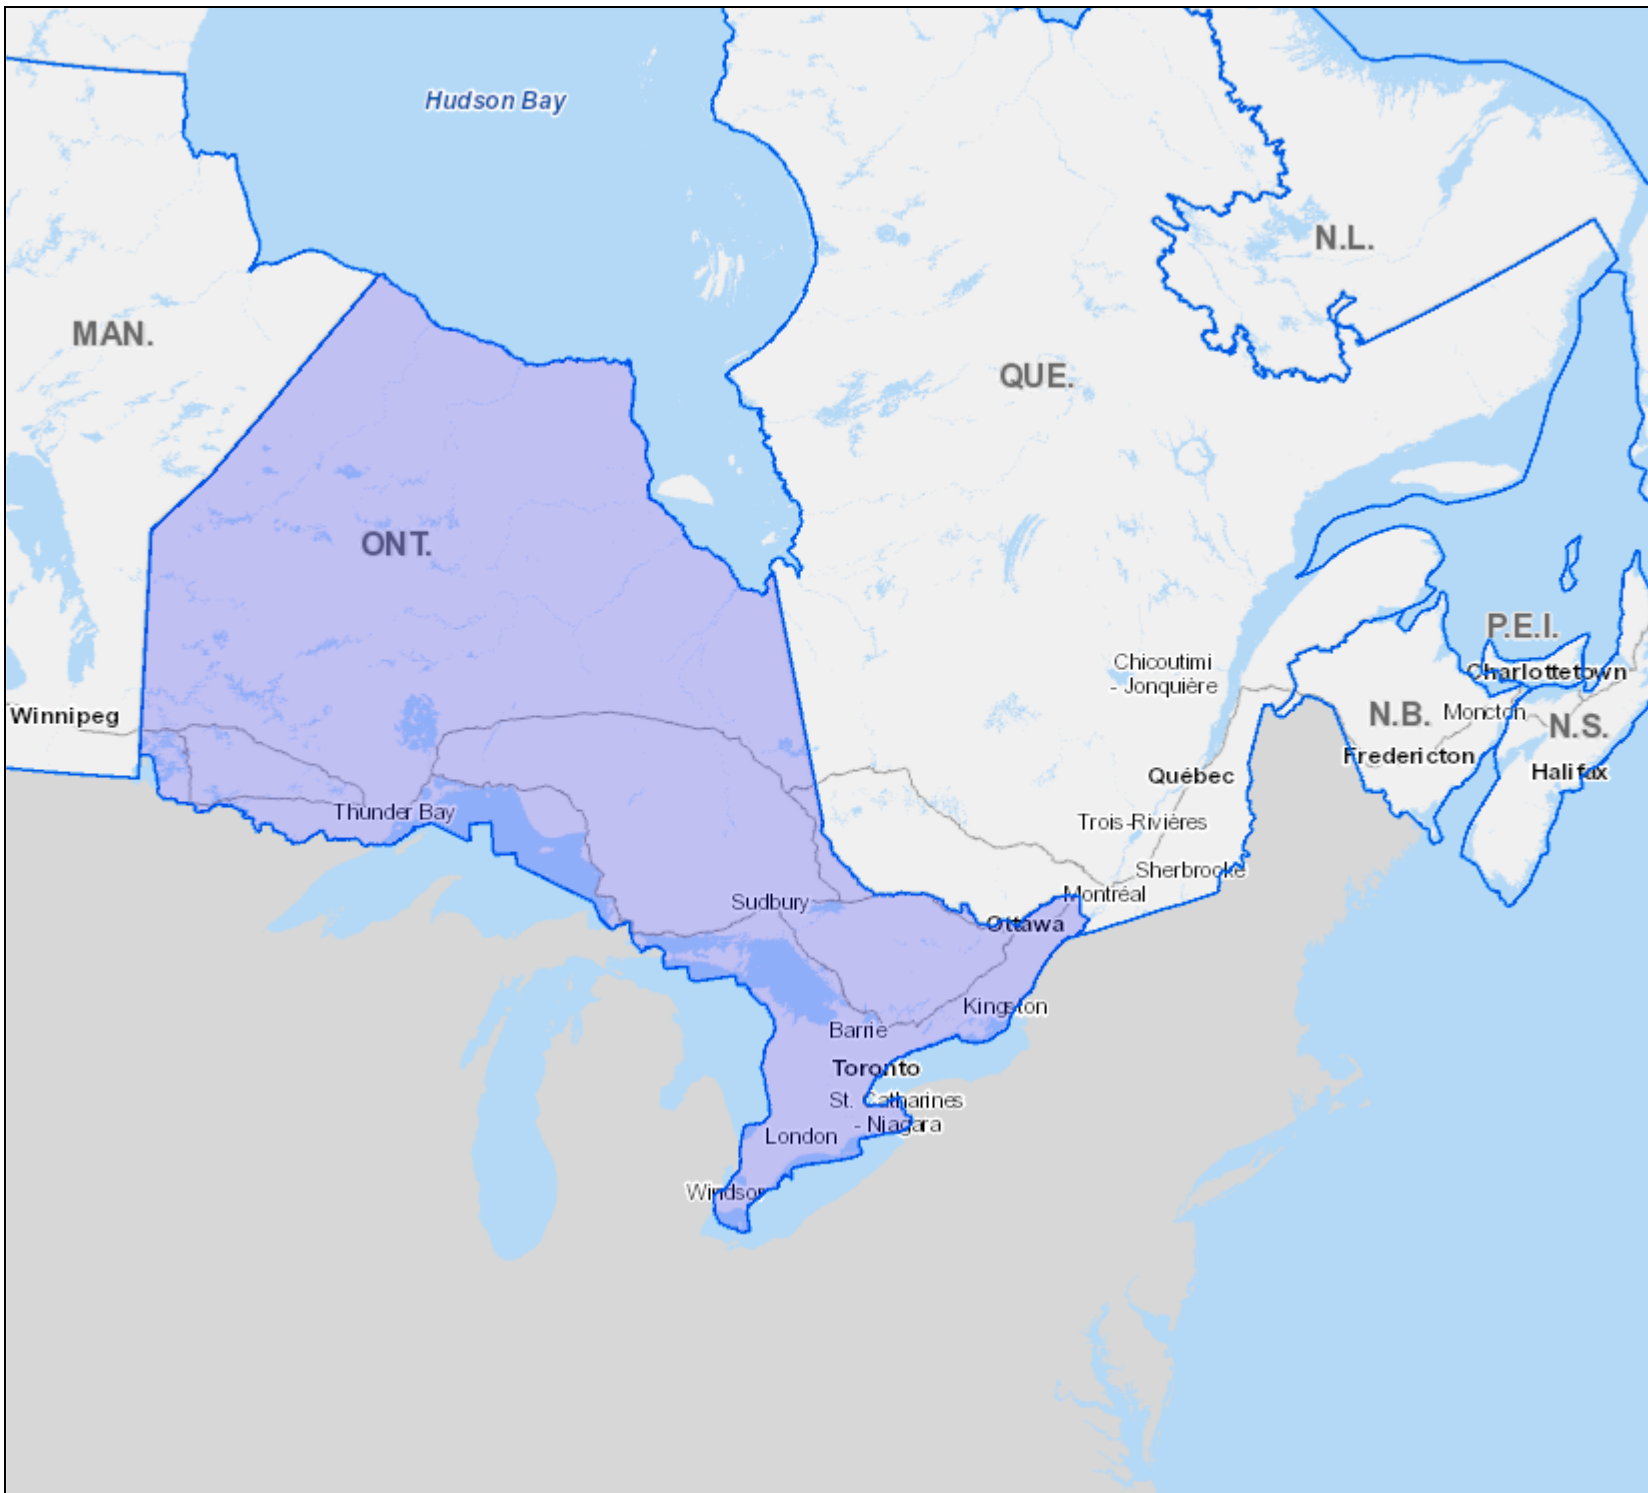 Hudson Bay
N.L.
MAN.
QUE.
ONT.
P.E.I.
Chicoutimi
- Jonquière
Charlottetown
Winnipeg
N.B.
Moncton
N.S.
Fredericton
Québec
Halifax
Thunder Bay
Trois-Rivières
Sherbrooke
Montréal
Sudbury
Ottawa
Kingston
Barrie
Toronto
St. Catharines
- Niagara
London
Windsor